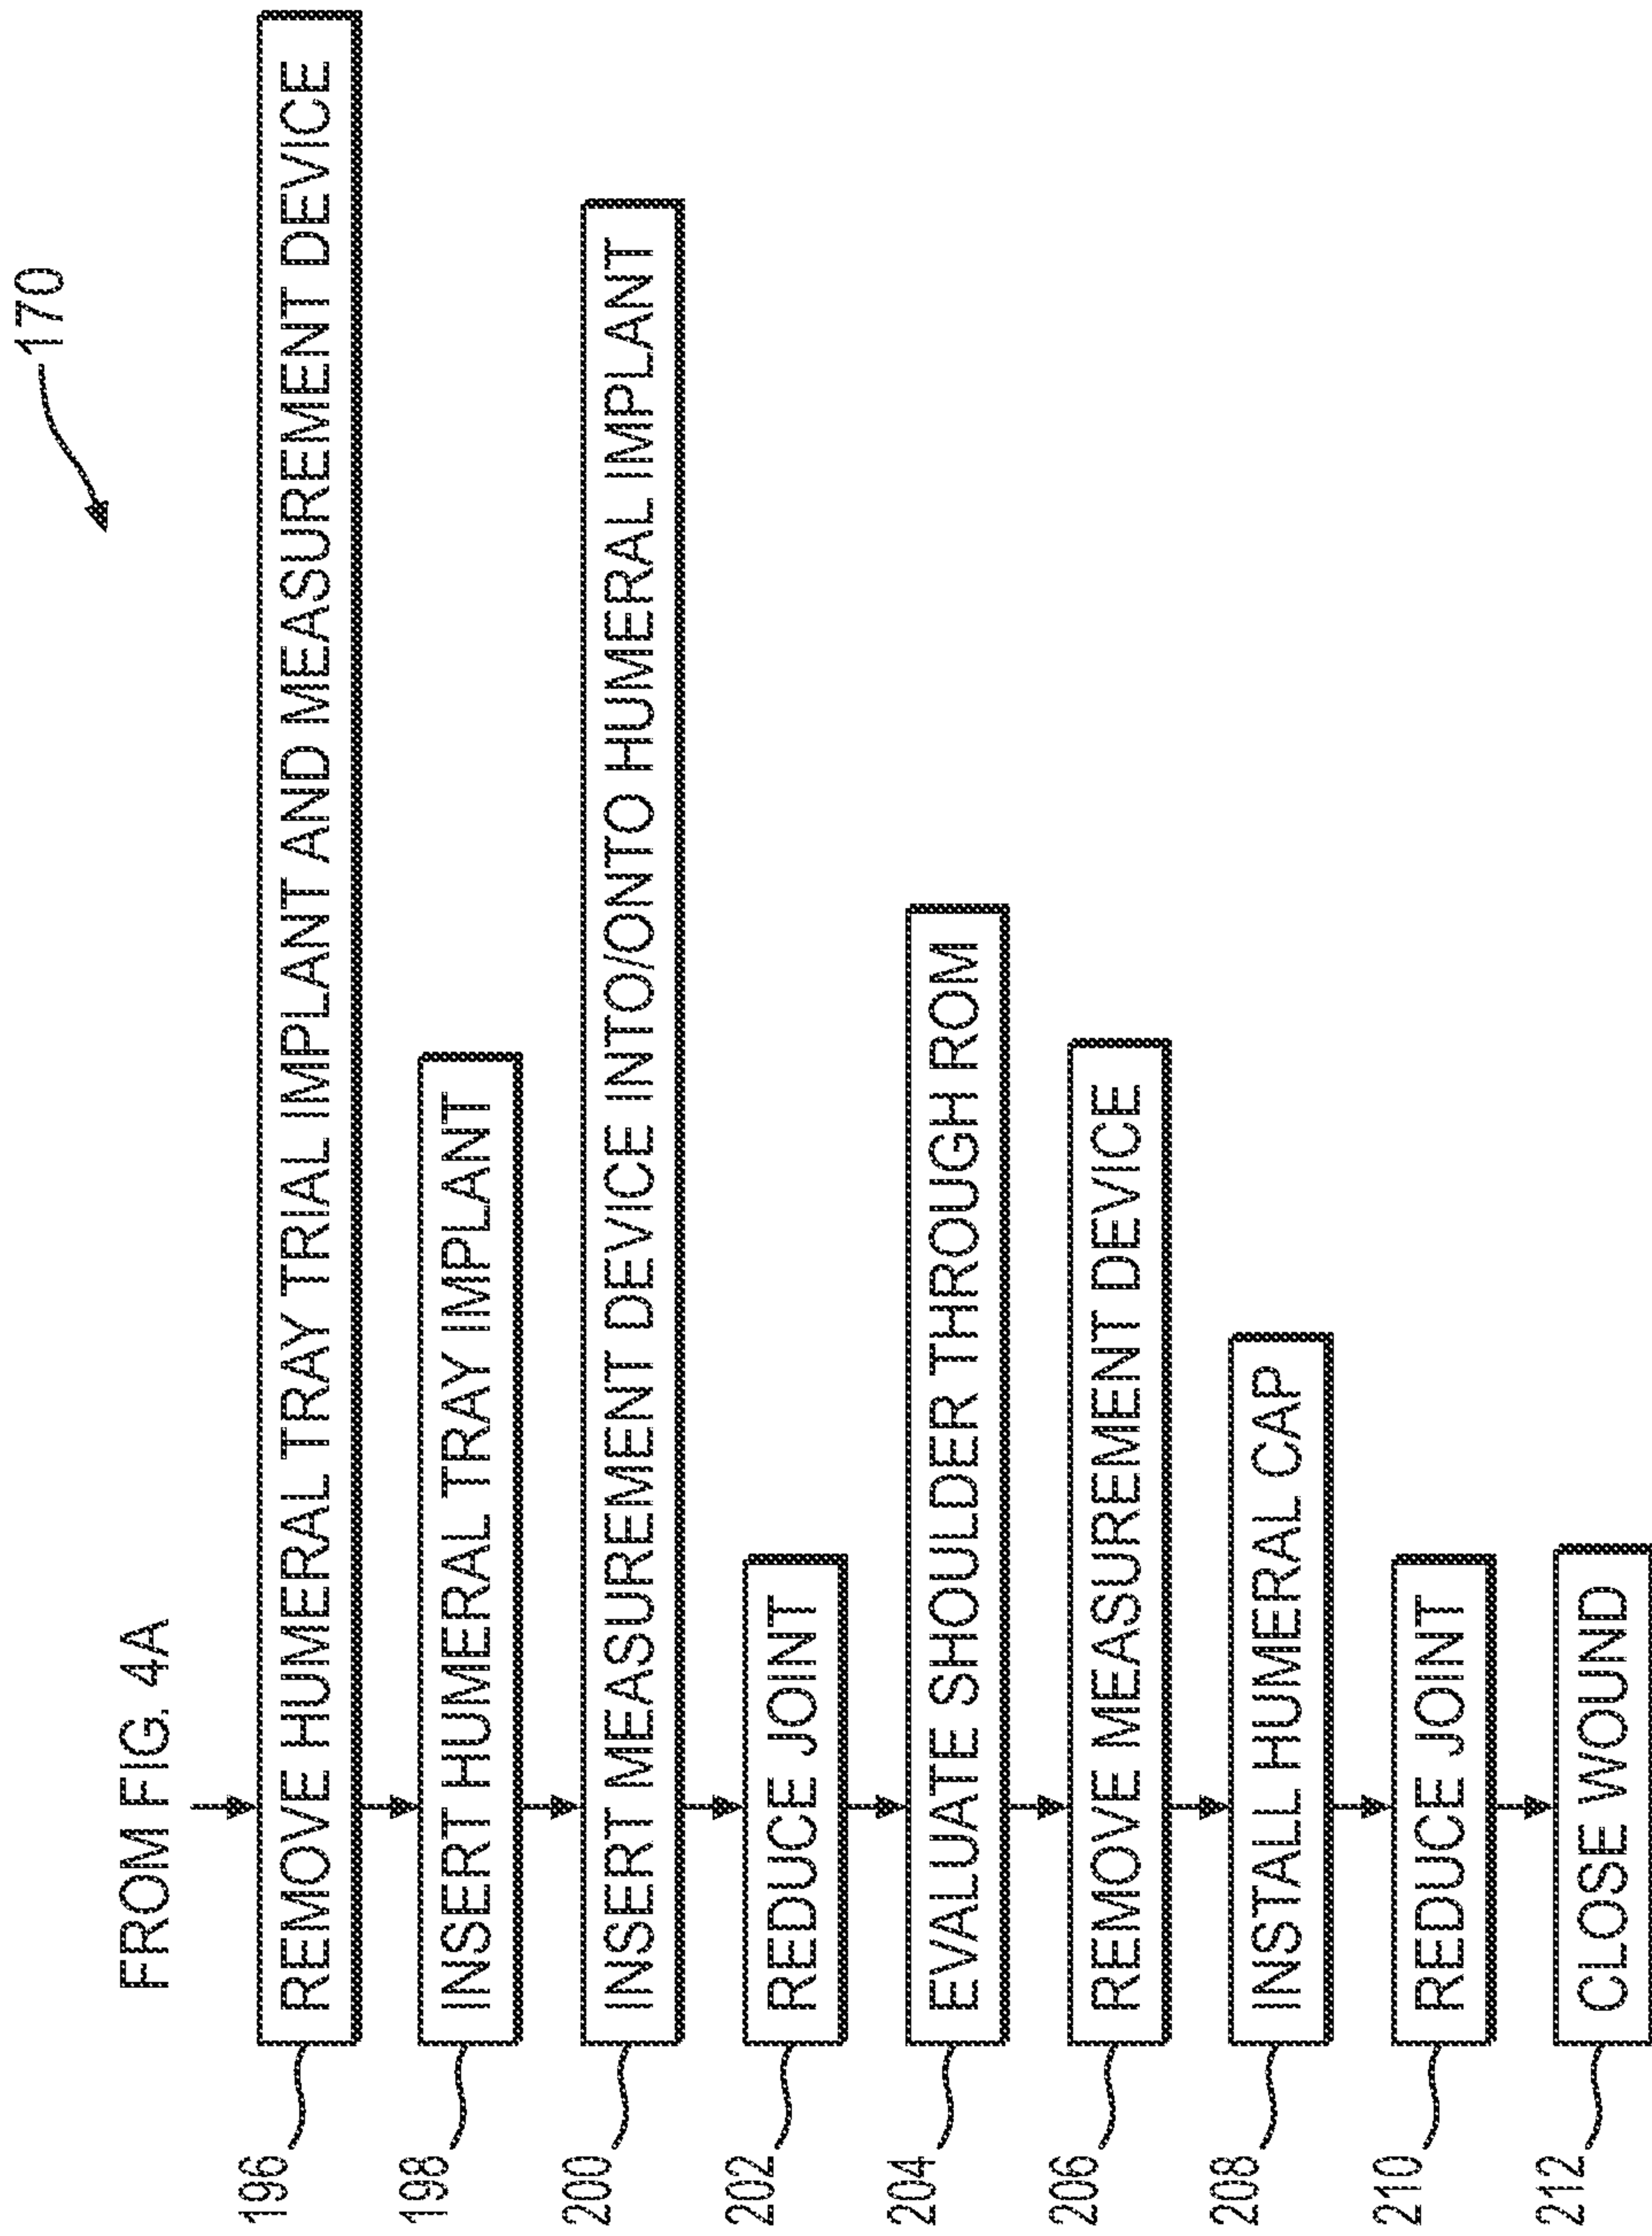 170
FROM FIG. 4A
196 REMOVE HUMERAL TRAY TRIAL IMPLANT AND MEASUREMENT DEVICE
198 INSERT HUMERAL TRAY IMPLANT
200 INSERT MEASUREMENT DEVICE INTO/ONTO HUMERAL IMPLANT
202 REDUCE JOINT
204 EVALUATE SHOULDER THROUGH ROM
206 REMOVE MEASUREMENT DEVICE
208 INSTALL HUMERAL CAP
210 REDUCE JOINT
212 CLOSE WOUND